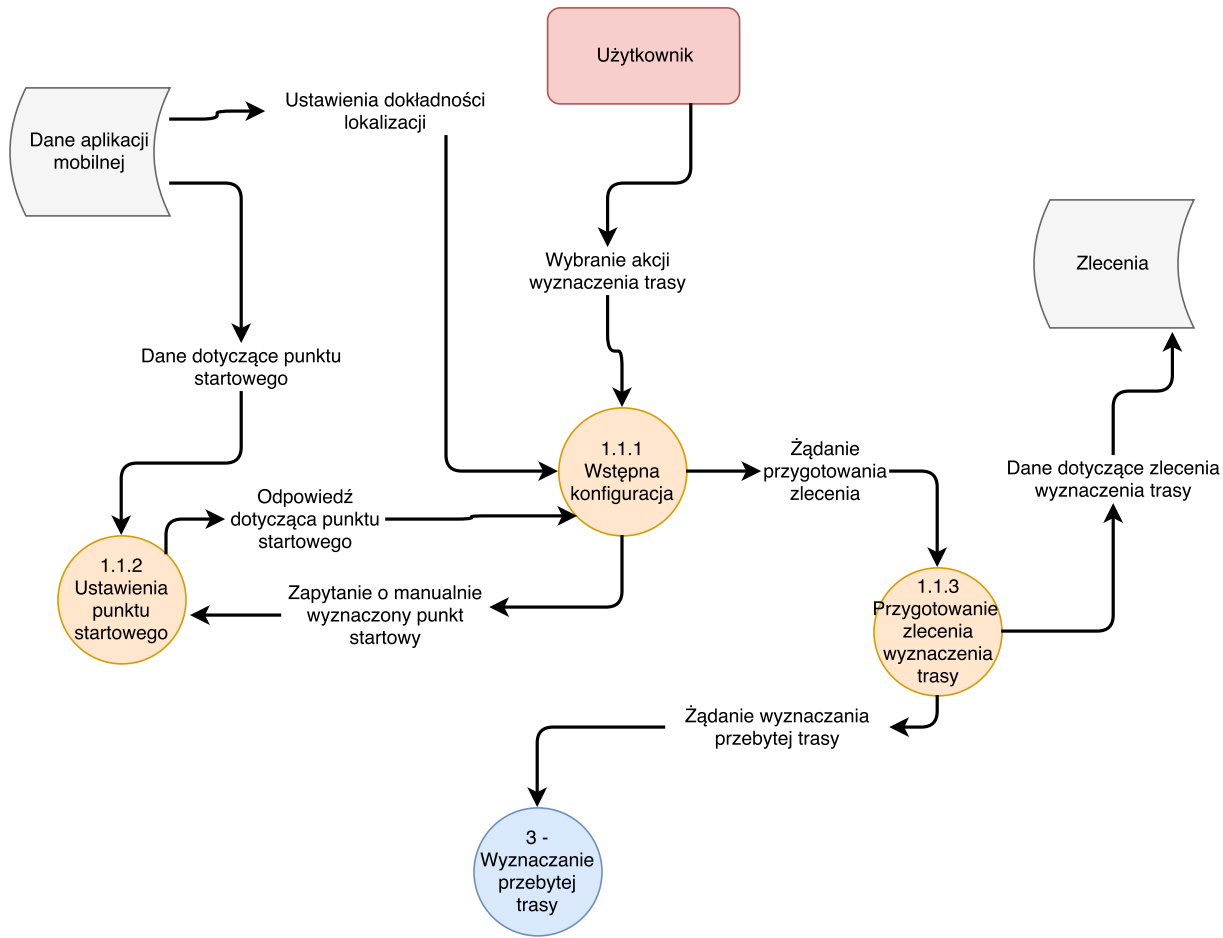 Użytkownik
Ustawienia dokładności
lokalizacji
Dane aplikacji
mobilnej
Wybranie akcji
wyznaczenia trasy
Zlecenia
Dane dotyczące punktu
startowego
1.1.1
Wstępna
konfiguracja
Żądanie
przygotowania
zlecenia
Dane dotyczące zlecenia
wyznaczenia trasy
Odpowiedź
dotycząca punktu
startowego
1.1.2
Ustawienia
punktu
startowego
Zapytanie o manualnie
wyznaczony punkt
startowy
1.1.3
Przygotowanie
zlecenia
wyznaczenia
trasy
Żądanie wyznaczania
przebytej trasy
3 -
Wyznaczanie
przebytej
trasy